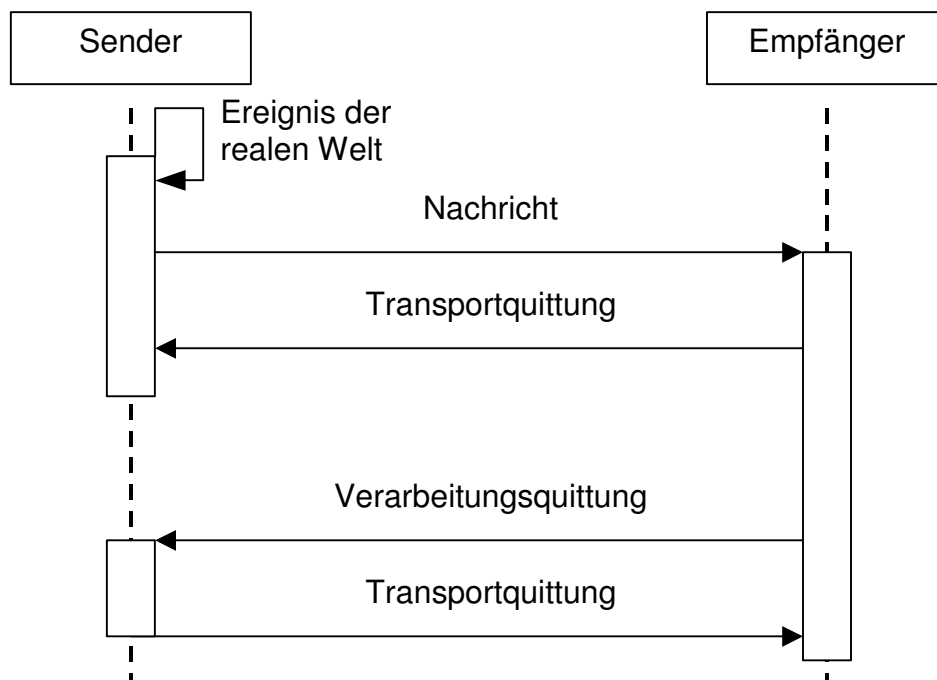 Sender
Empfänger
Ereignis der
realen Welt
Nachricht
Transportquittung
Verarbeitungsquittung
Transportquittung